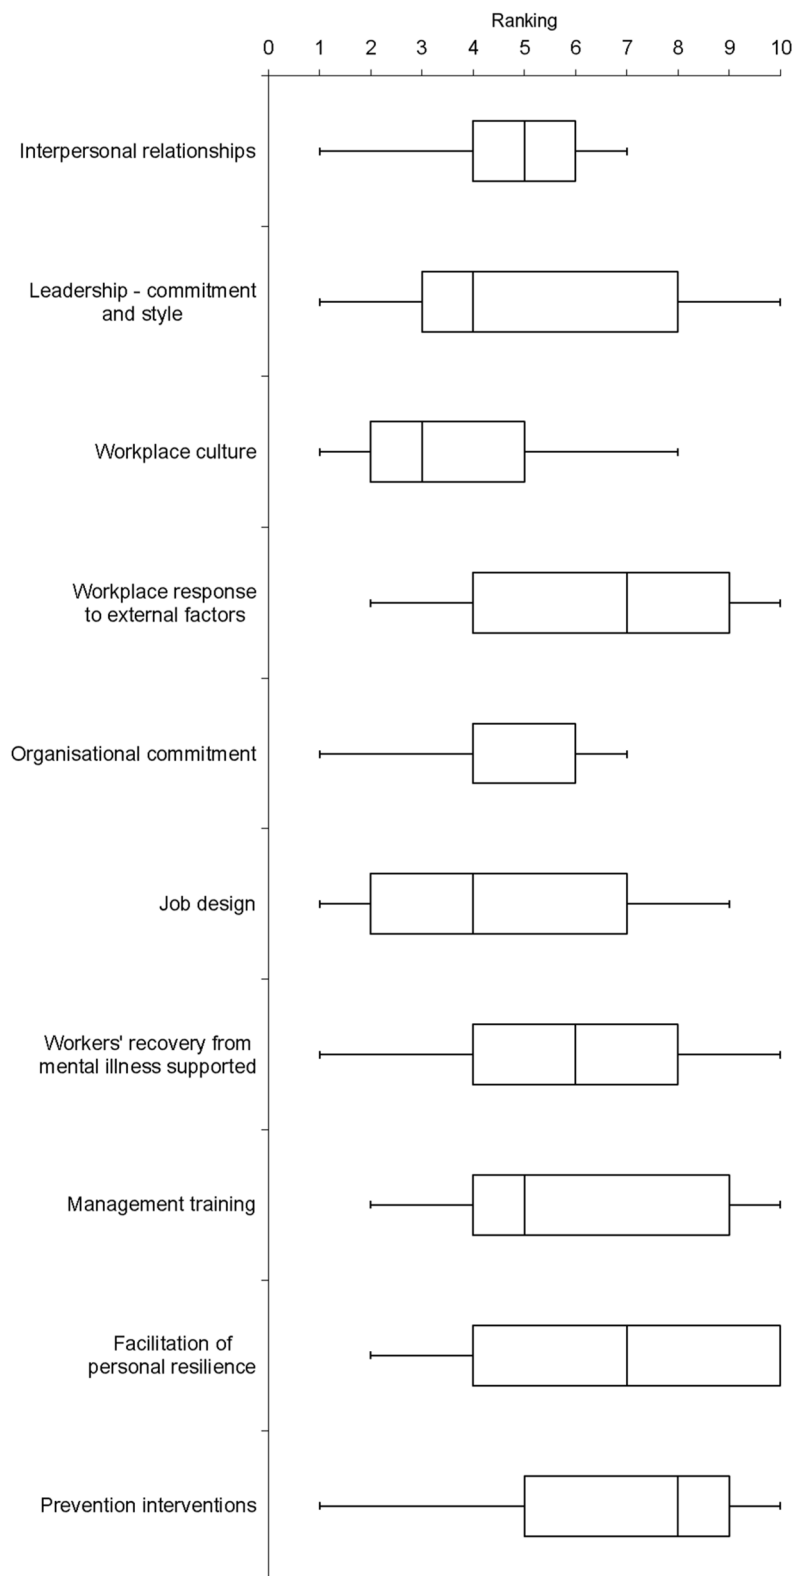 Ranking
0 1 2 3 4 5 6 7 8 9 10
Interpersonal relationships
Leadership - commitment
and style
Workplace culture
Workplace response
to external factors
Organisational commitment
Job design
Workers' recovery from
mental illness supported
Management training
Facilitation of
personal resilience
Prevention interventions